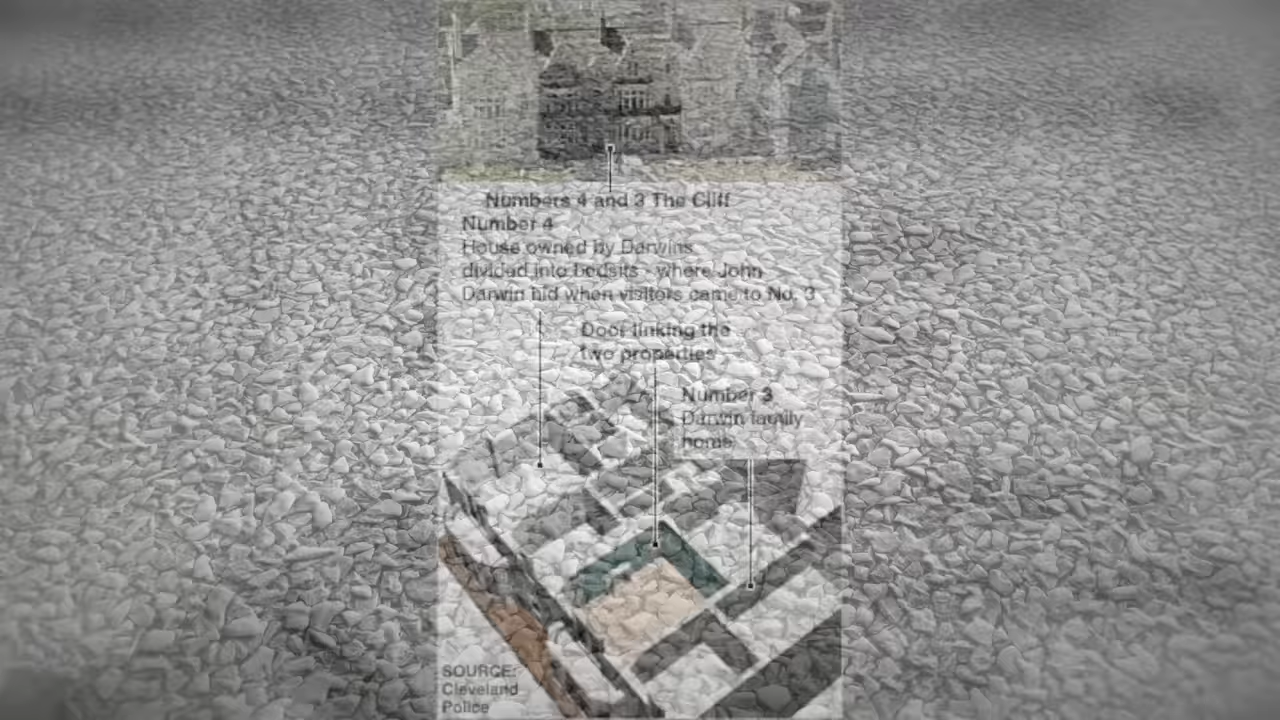 Numbers 4 and 3 The Cliff
Number 4
House owned by Darwins
divided into bedsits - where John
Darwin hid when visitors came to No. 3
Door linking the
two properties
Number 3
Darwin family
home
SOURCE:
Cleveland
Police